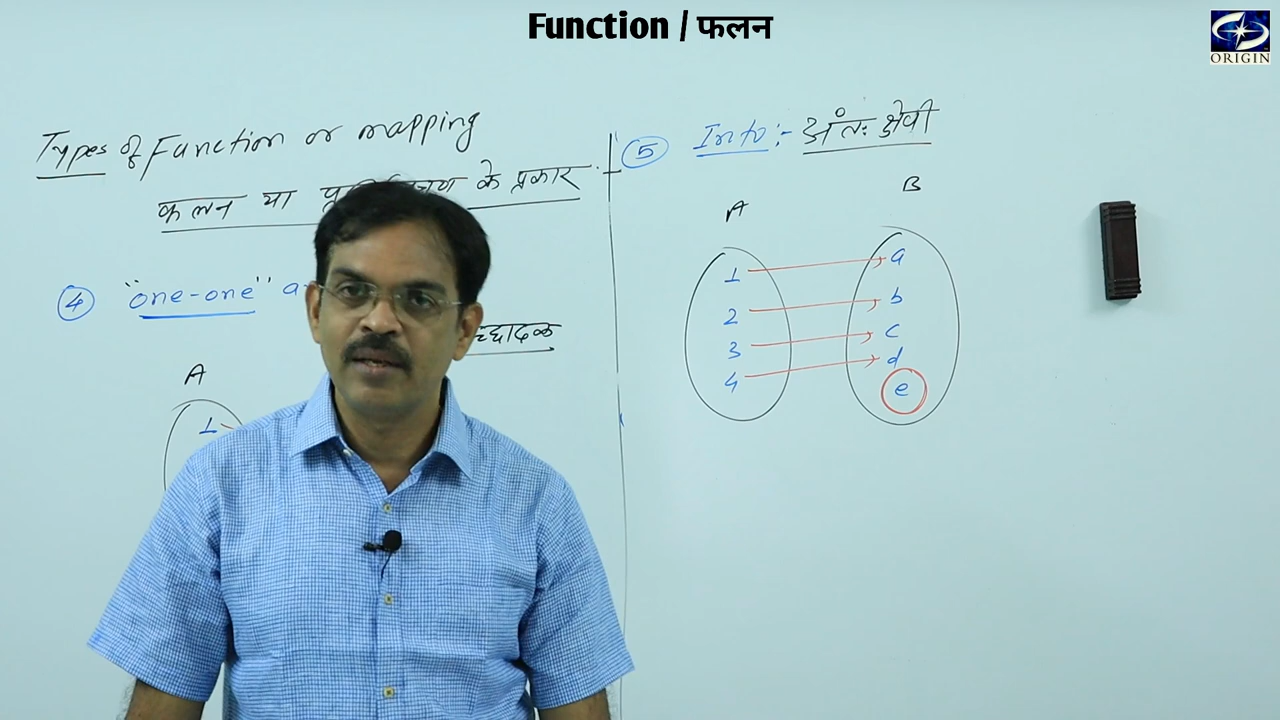 Function / फलन
ORIGIN
Types of Function or mapping
फलन या के प्रकार
④ "one-one"
A
1
⑤ Into :- अंतः क्षेपी
A B
1 a
2 b
3 c
4 d
e